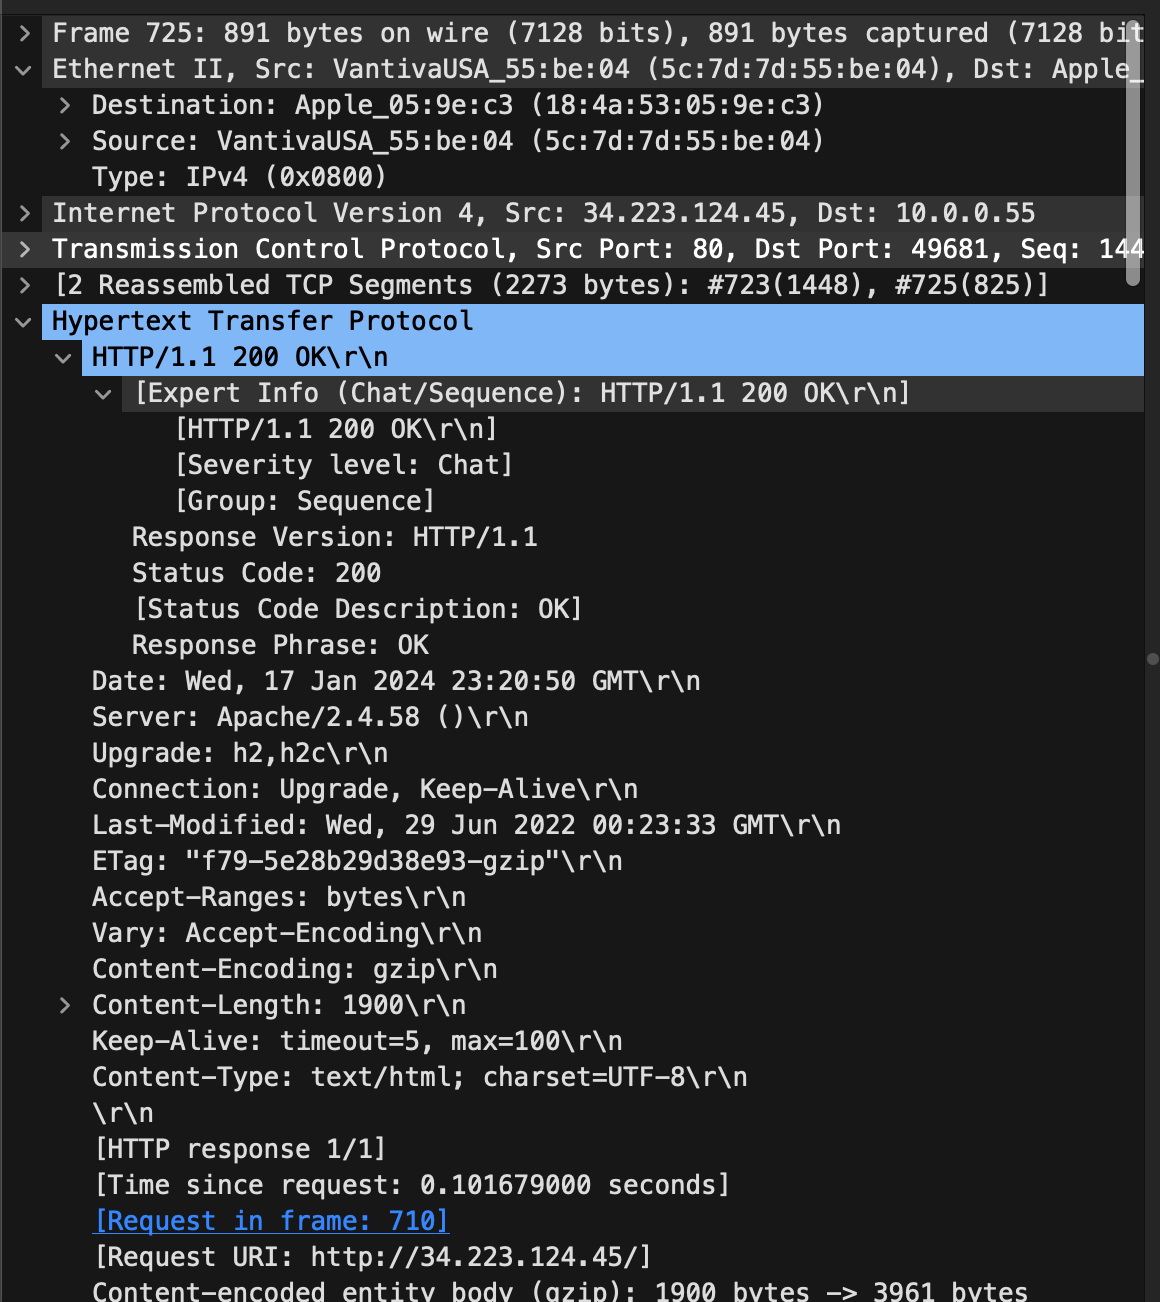 Frame 725: 891 bytes on wire (7128 bits), 891 bytes captured (7128 bit
Ethernet II, Src: VantivaUSA_55:be:04 (5c:7d:7d:55:be:04), Dst: Apple_
Destination: Apple_05:9e:c3 (18:4a:53:05:9e:c3)
Source: VantivaUSA_55:be:04 (5c:7d:7d:55:be:04)
Type: IPv4 (0x0800)
Internet Protocol Version 4, Src: 34.223.124.45, Dst: 10.0.0.55
Transmission Control Protocol, Src Port: 80, Dst Port: 49681, Seq: 144
[2 Reassembled TCP Segments (2273 bytes): #723(1448), #725(825)]
Hypertext Transfer Protocol
HTTP/1.1 200 OK\r\n
[Expert Info (Chat/Sequence): HTTP/1.1 200 OK\r\n]
[HTTP/1.1 200 OK\r\n]
[Severity level: Chat]
[Group: Sequence]
Response Version: HTTP/1.1
Status Code: 200
[Status Code Description: OK]
Response Phrase: OK
Date: Wed, 17 Jan 2024 23:20:50 GMT\r\n
Server: Apache/2.4.58 ()\r\n
Upgrade: h2,h2c\r\n
Connection: Upgrade, Keep-Alive\r\n
Last-Modified: Wed, 29 Jun 2022 00:23:33 GMT\r\n
ETag: "f79-5e28b29d38e93-gzip"\r\n
Accept-Ranges: bytes\r\n
Vary: Accept-Encoding\r\n
Content-Encoding: gzip\r\n
Content-Length: 1900\r\n
Keep-Alive: timeout=5, max=100\r\n
Content-Type: text/html; charset=UTF-8\r\n
\r\n
[HTTP response 1/1]
[Time since request: 0.101679000 seconds]
[Request in frame: 710]
[Request URI: http://34.223.124.45/]
Content-encoded entity body (gzip): 1900 bytes -> 3961 bytes